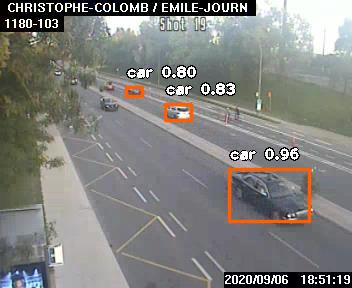 CHRISTOPHE-COLOMB / EMILE-JOURN
1180-103
Shot 19
car 0.80
car 0.83
car 0.96
2020/09/06 18:51:19